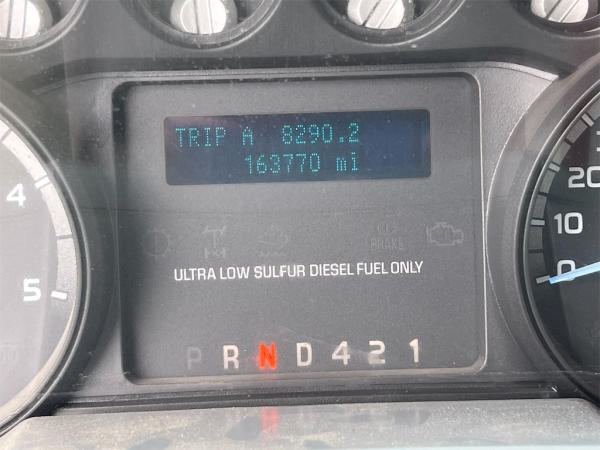 TRIP A 8290.2
163770 mi
4
20
BRAKE
10
ULTRA LOW SULFUR DIESEL FUEL ONLY
5
0
P R N D 4 2 1